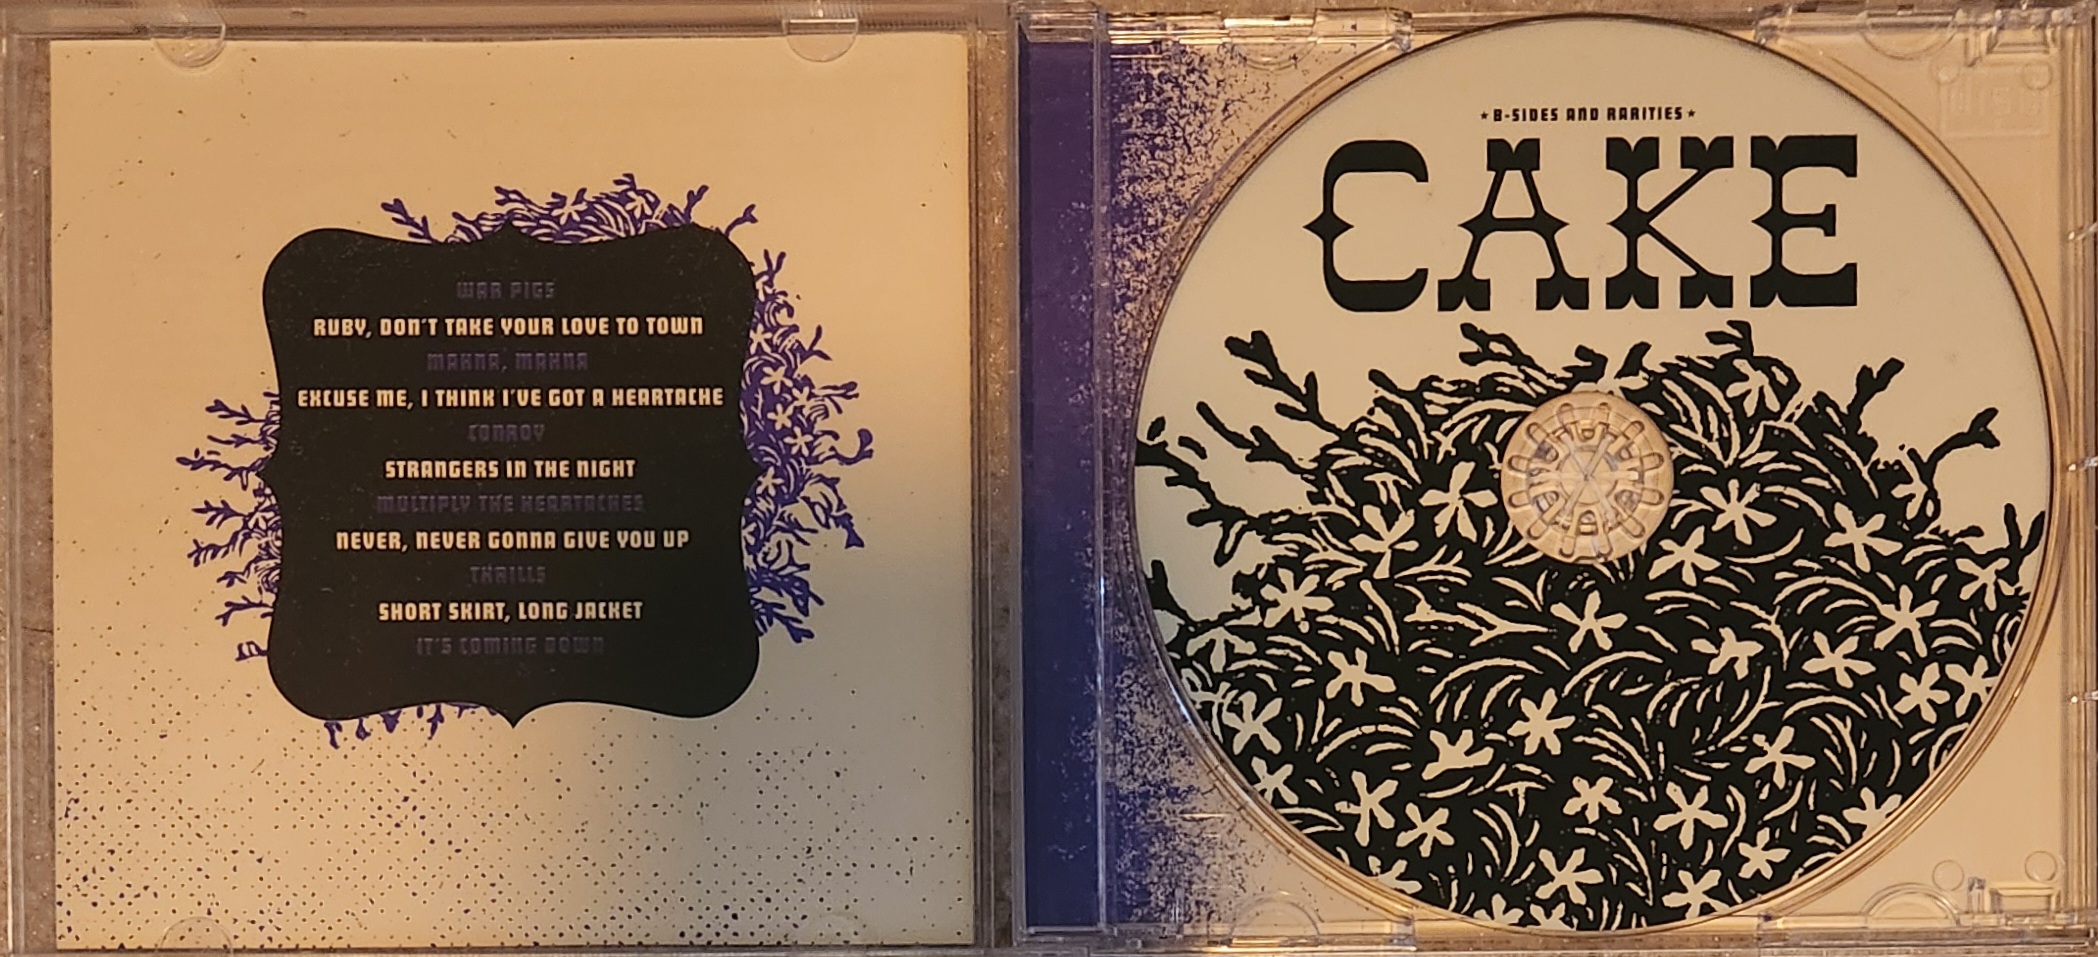 WAR PIGS
RUBY, DON'T TAKE YOUR LOVE TO TOWN
MAHNA, MAHNA
EXCUSE ME, I THINK I'VE GOT A HEARTACHE
CONROY
STRANGERS IN THE NIGHT
MULTIPLY THE HEARTACHES
NEVER, NEVER GONNA GIVE YOU UP
THRILLS
SHORT SKIRT, LONG JACKET
IT'S COMING DOWN
★B-SIDES AND RARITIES★
CAKE